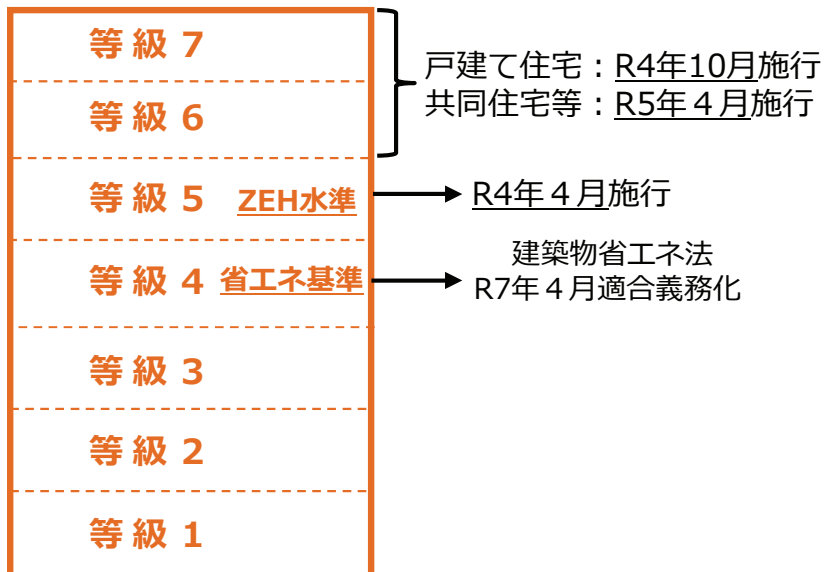 等級 7
戸建て住宅：R4年10月施行
共同住宅等：R5年４月施行
等級 6
等級 5 ZEH水準
R4年４月施行
等級 4 省エネ基準
建築物省エネ法
R7年４月適合義務化
等級 3
等級 2
等級 1